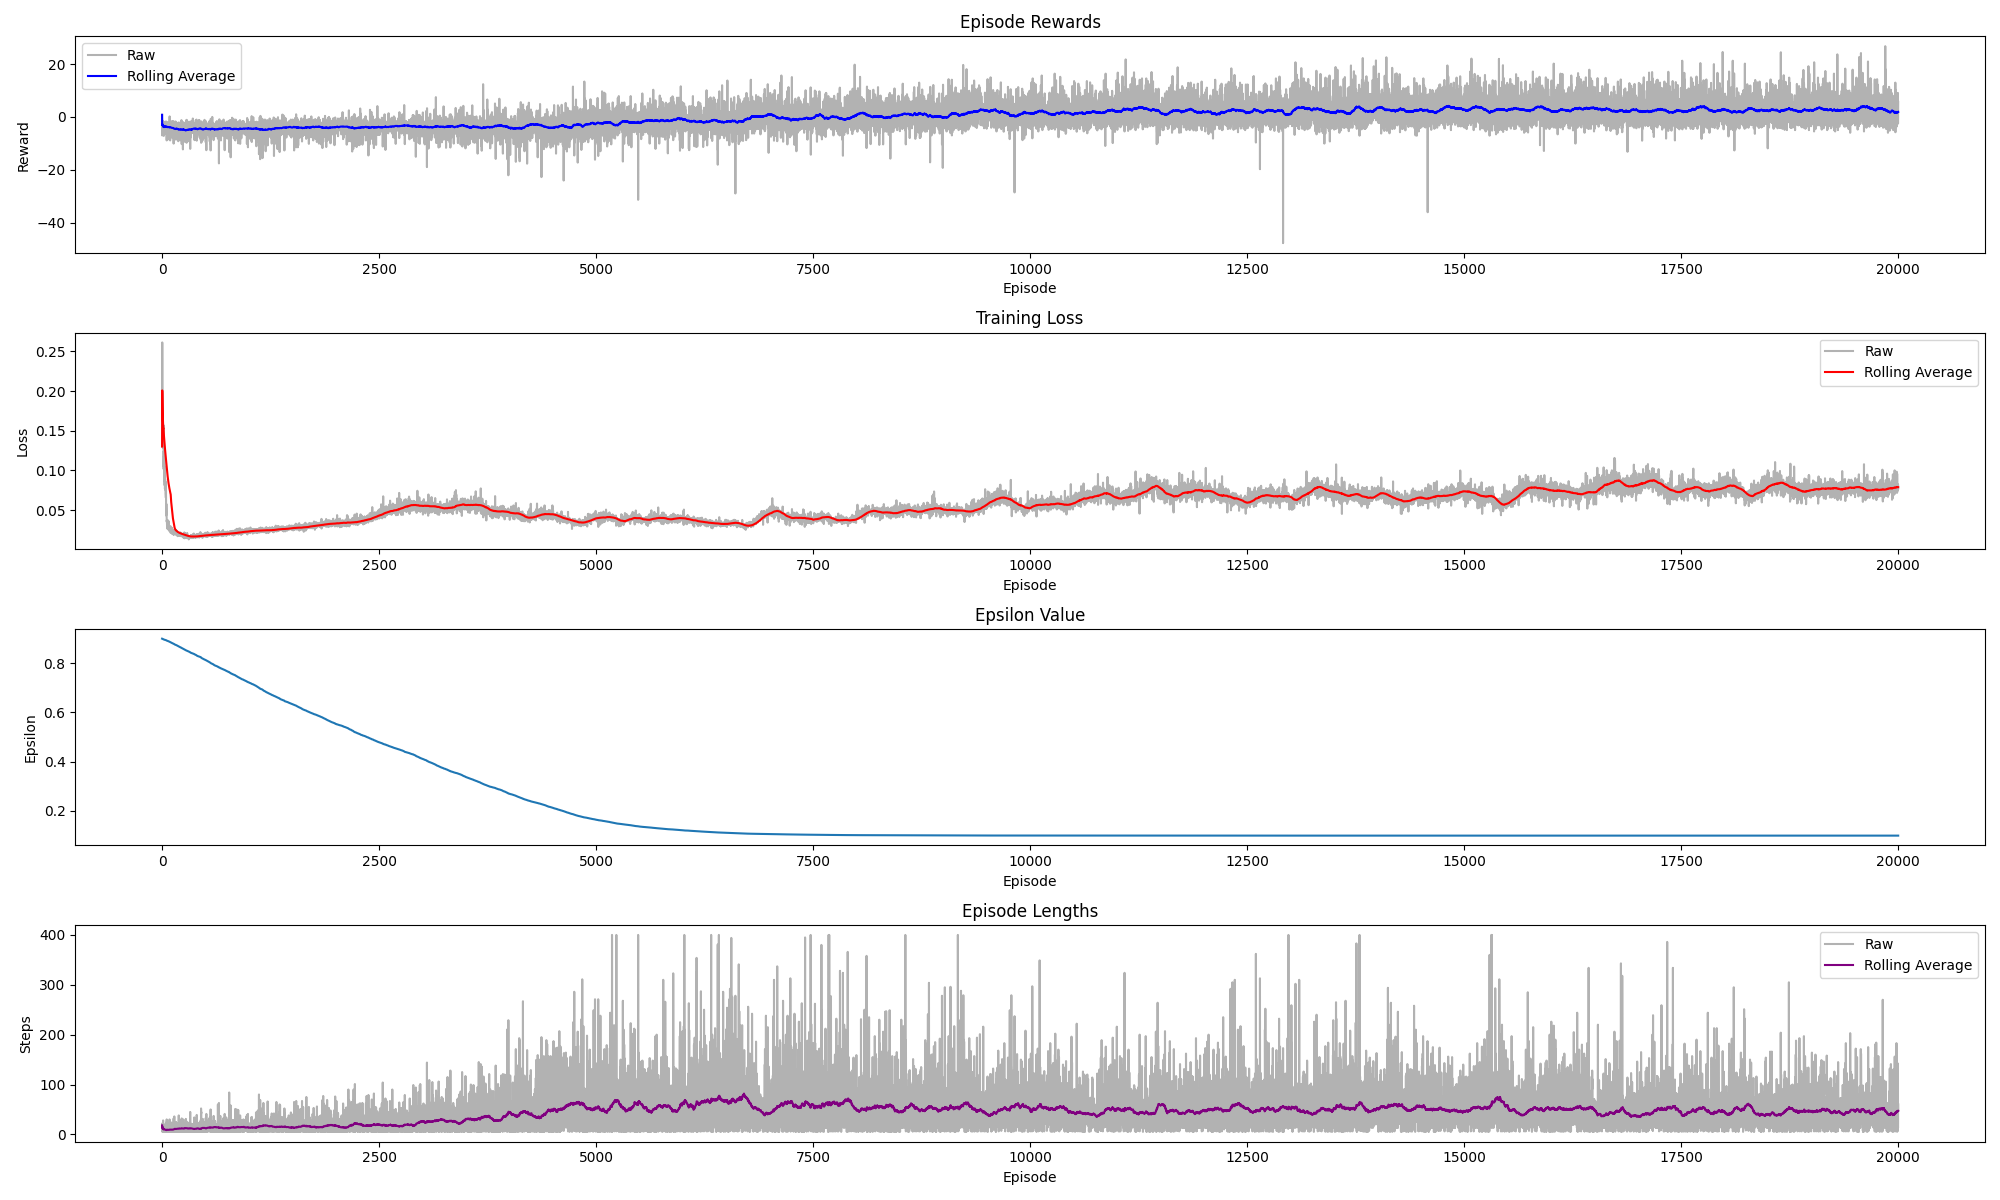 Episode Rewards
Raw
Rolling Average
Reward
20
0
−20
−40
0 2500 5000 7500 10000 12500 15000 17500 20000
Episode
Training Loss
Raw
Rolling Average
Loss
0.25
0.20
0.15
0.10
0.05
0 2500 5000 7500 10000 12500 15000 17500 20000
Episode
Epsilon Value
Epsilon
0.8
0.6
0.4
0.2
0 2500 5000 7500 10000 12500 15000 17500 20000
Episode
Episode Lengths
Raw
Rolling Average
Steps
400
300
200
100
0
0 2500 5000 7500 10000 12500 15000 17500 20000
Episode